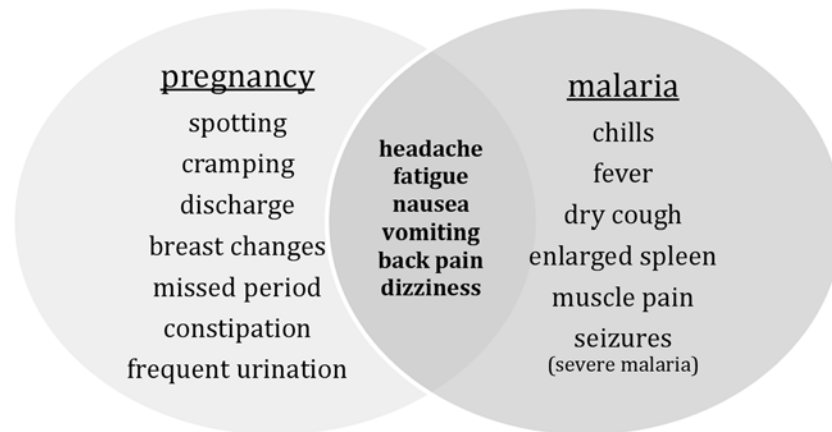 pregnancy
spotting
cramping
discharge
breast changes
missed period
constipation
frequent urination
headache
fatigue
nausea
vomiting
back pain
dizziness
malaria
chills
fever
dry cough
enlarged spleen
muscle pain
seizures
(severe malaria)